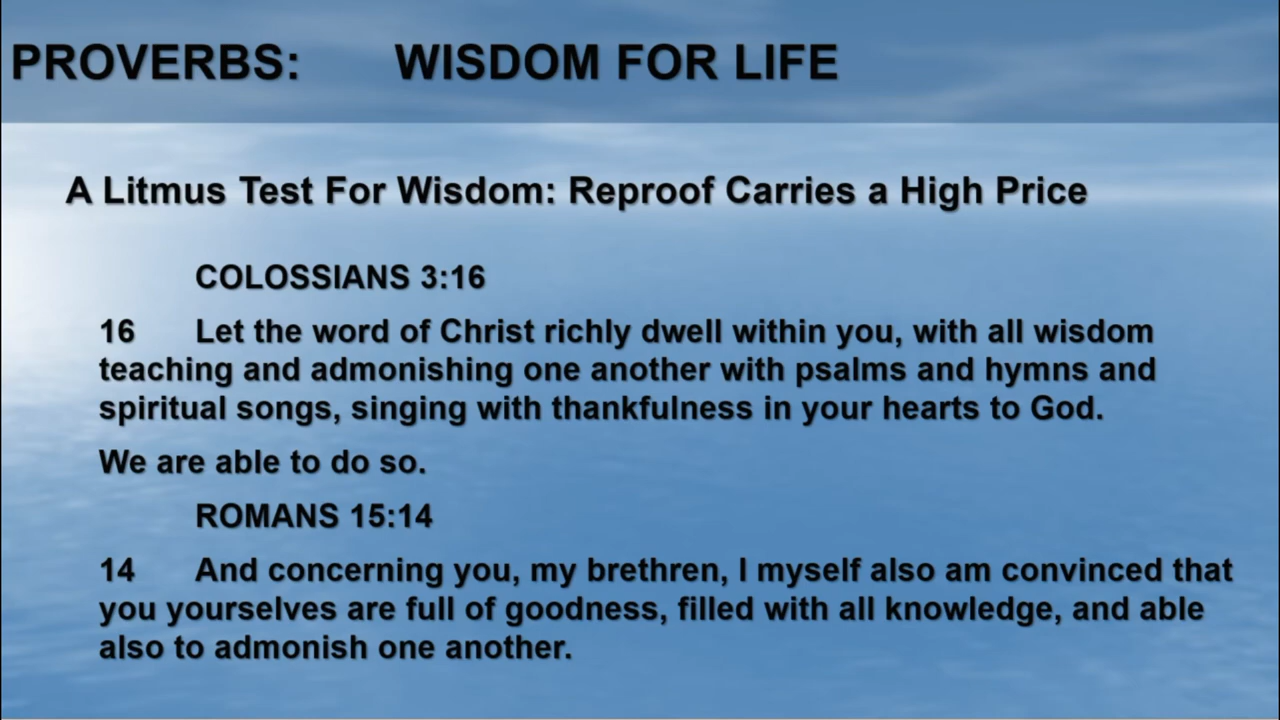 PROVERBS: WISDOM FOR LIFE
A Litmus Test For Wisdom: Reproof Carries a High Price
COLOSSIANS 3:16
16 Let the word of Christ richly dwell within you, with all wisdom
teaching and admonishing one another with psalms and hymns and
spiritual songs, singing with thankfulness in your hearts to God.
We are able to do so.
ROMANS 15:14
14 And concerning you, my brethren, I myself also am convinced that
you yourselves are full of goodness, filled with all knowledge, and able
also to admonish one another.